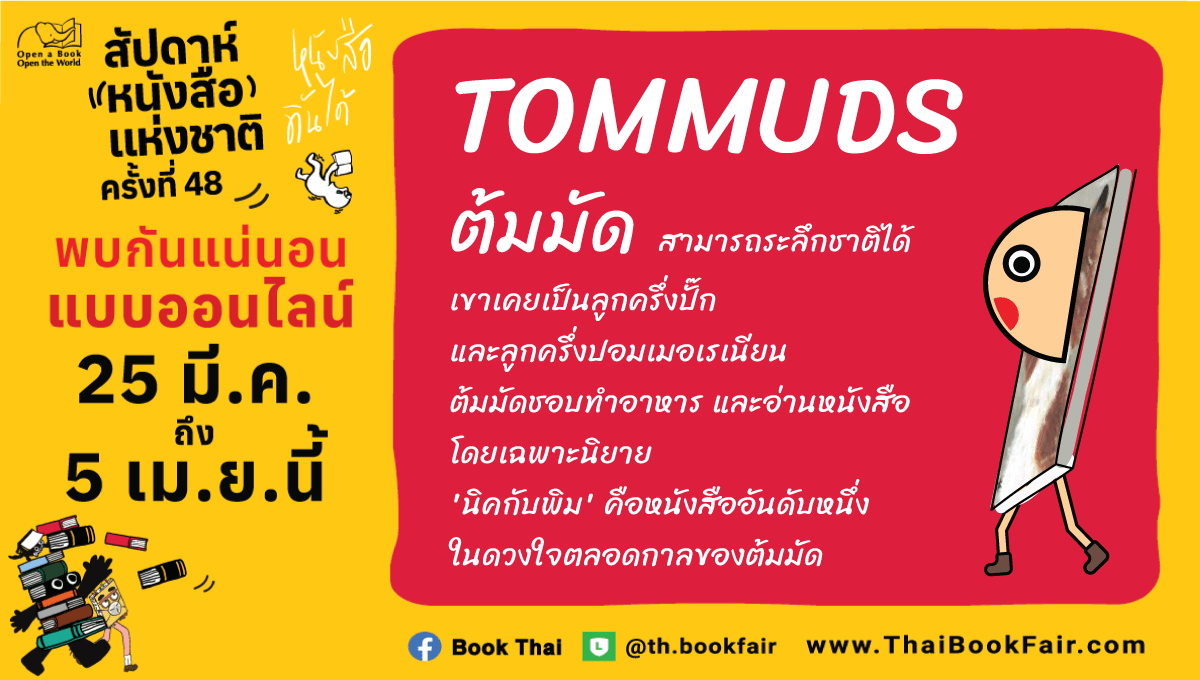 Open a Book
Open the World
สัปดาห์
หนังสือ
แห่งชาติ
ครั้งที่ 48
หนังสือ
ดิ้นได้
พบกันแน่นอน
แบบออนไลน์
25 มี.ค.
ถึง
5 เม.ย.นี้
TOMMUDS
ต้มมัด สามารถระลึกชาติได้
เขาเคยเป็นลูกครึ่งปั๊ก
และลูกครึ่งปอมเมอเรเนียน
ต้มมัดชอบทำอาหาร และอ่านหนังสือ
โดยเฉพาะนิยาย
'นิคกับพิม' คือหนังสืออันดับหนึ่ง
ในดวงใจตลอดกาลของต้มมัด
Book Thai
@th.bookfair
www.ThaiBookFair.com